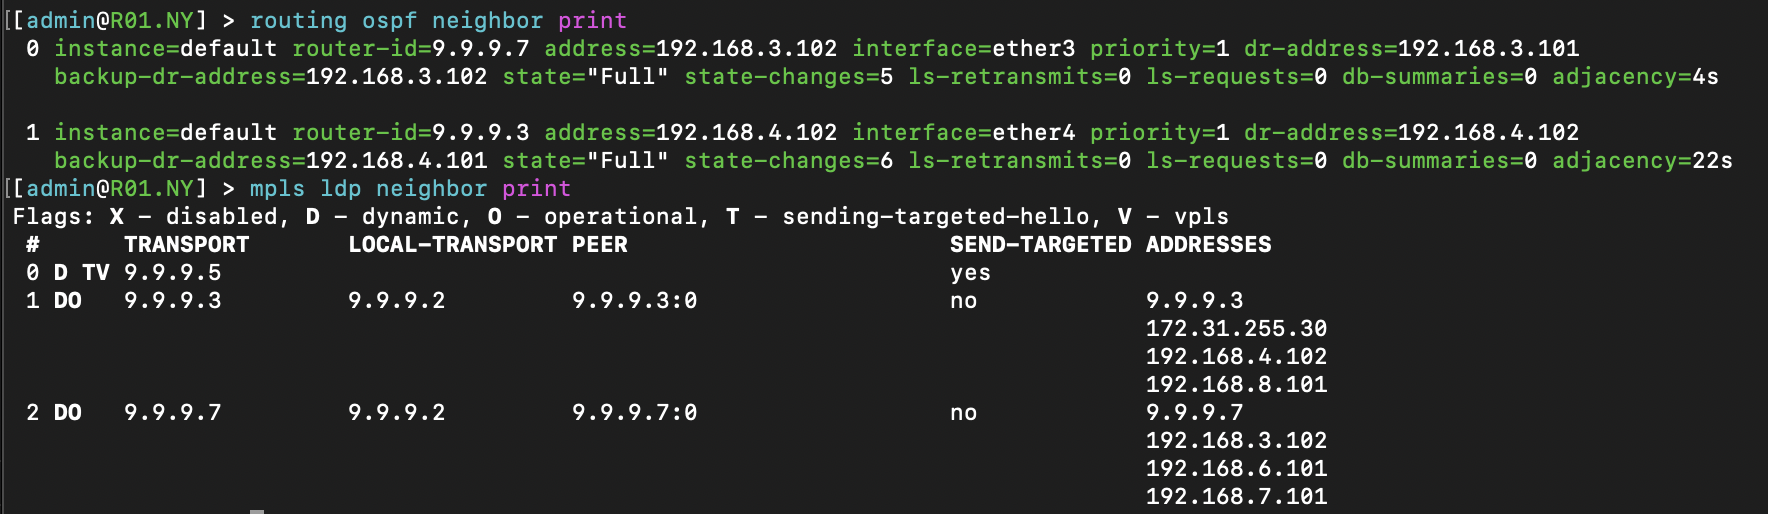 [[admin@R01.NY] > routing ospf neighbor print
0 instance=default router-id=9.9.9.7 address=192.168.3.102 interface=ether3 priority=1 dr-address=192.168.3.101
backup-dr-address=192.168.3.102 state="Full" state-changes=5 ls-retransmits=0 ls-requests=0 db-summaries=0 adjacency=4s
1 instance=default router-id=9.9.9.3 address=192.168.4.102 interface=ether4 priority=1 dr-address=192.168.4.102
backup-dr-address=192.168.4.101 state="Full" state-changes=6 ls-retransmits=0 ls-requests=0 db-summaries=0 adjacency=22s
[[admin@R01.NY] > mpls ldp neighbor print
Flags: X - disabled, D - dynamic, O - operational, T - sending-targeted-hello, V - vpls
# TRANSPORT LOCAL-TRANSPORT PEER SEND-TARGETED ADDRESSES
0 D TV 9.9.9.5 yes
1 DO 9.9.9.3 9.9.9.2 9.9.9.3:0 no 9.9.9.3
172.31.255.30
192.168.4.102
192.168.8.101
2 DO 9.9.9.7 9.9.9.2 9.9.9.7:0 no 9.9.9.7
192.168.3.102
192.168.6.101
192.168.7.101